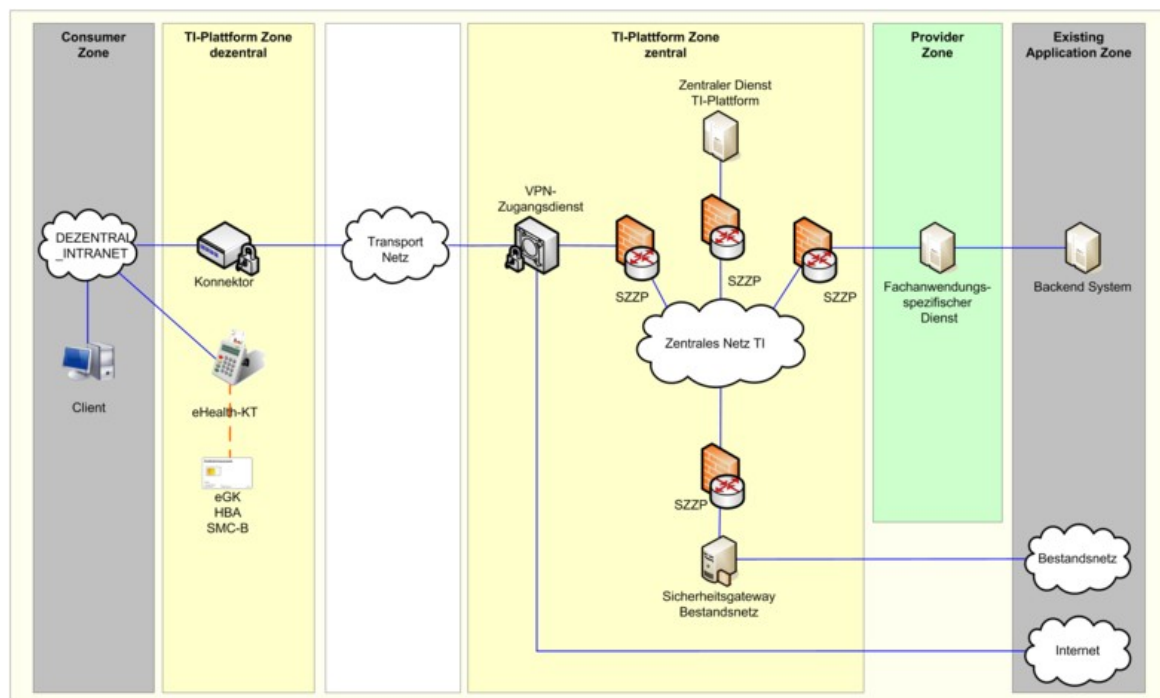 Consumer
Zone
TI-Plattform Zone
dezentral
TI-Plattform Zone
zentral
Provider
Zone
Existing
Application Zone
Zentraler Dienst
TI-Plattform
VPN-
Zugangsdienst
DEZENTRAL
_INTRANET
Konnektor
Transport
Netz
SZZP
SZZP
SZZP
Fachanwendungs-
spezifischer
Dienst
Backend System
Zentrales Netz TI
Client
eHealth-KT
eGK
HBA
SMC-B
SZZP
Sicherheitsgateway
Bestandsnetz
Bestandsnetz
Internet